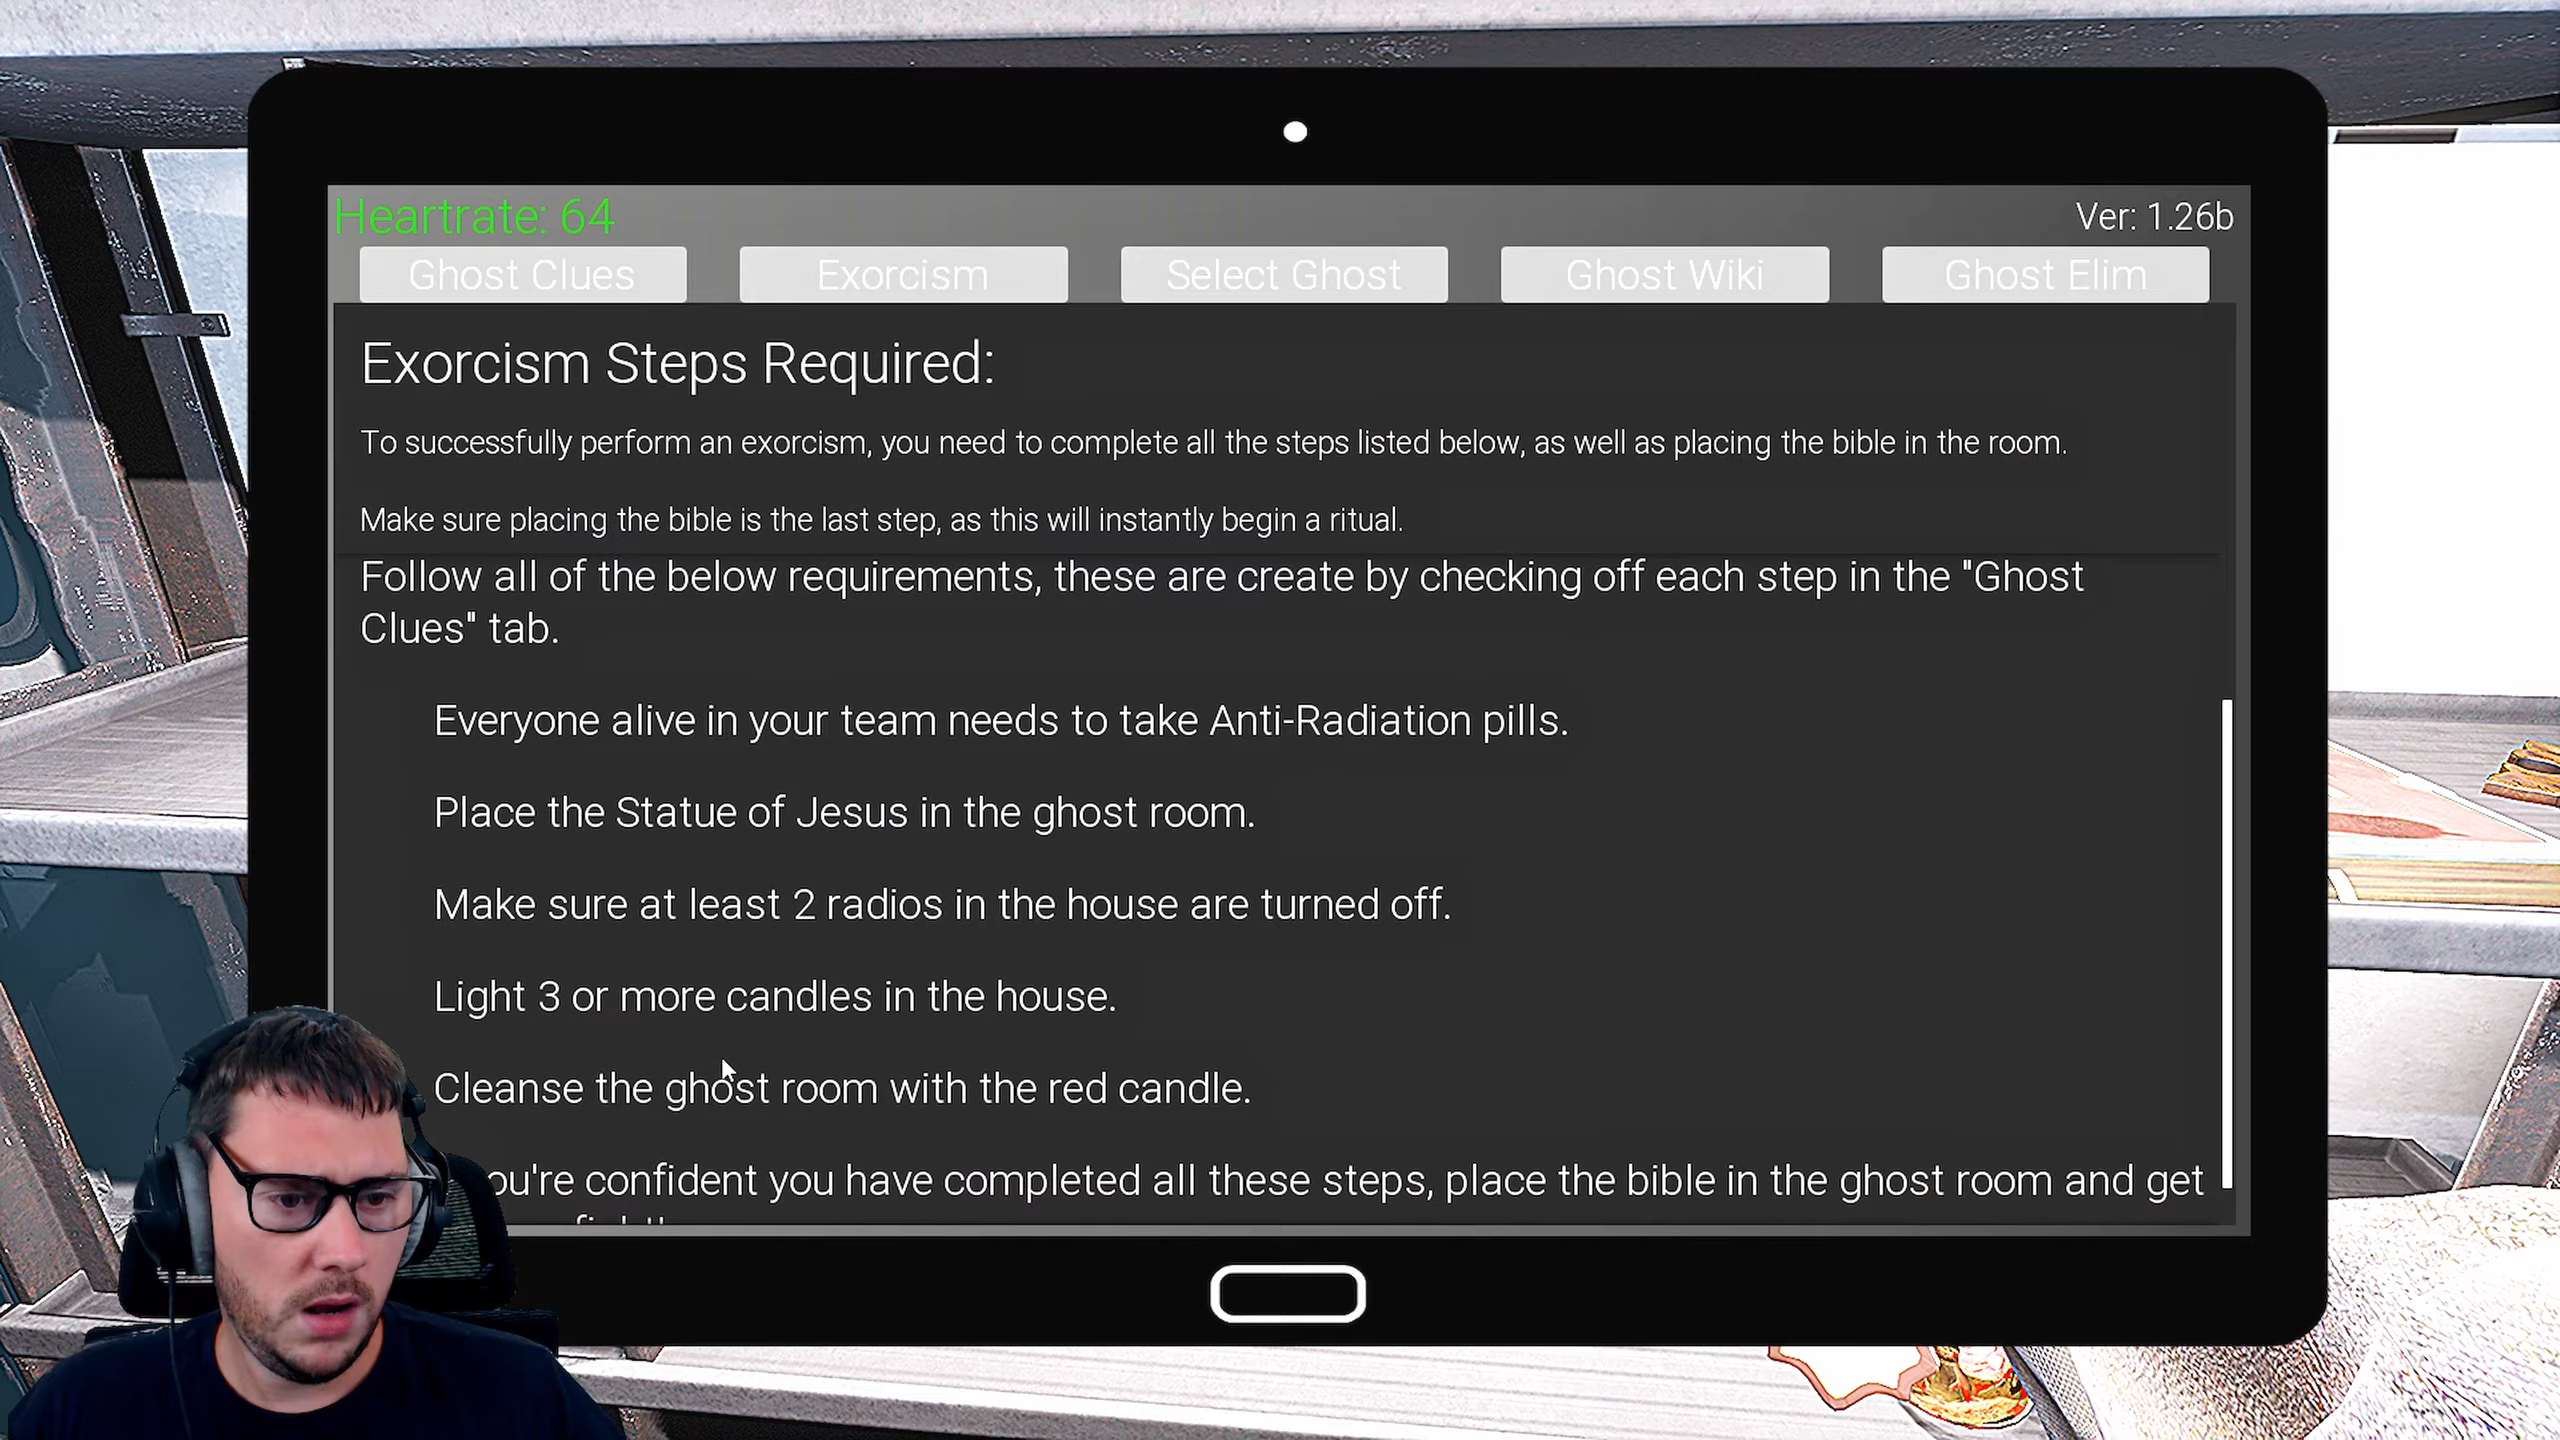 Heartrate: 64
Ver: 1.26b
Ghost Clues
Exorcism
Select Ghost
Ghost Wiki
Ghost Elim
Exorcism Steps Required:
To successfully perform an exorcism, you need to complete all the steps listed below, as well as placing the bible in the room.
Make sure placing the bible is the last step, as this will instantly begin a ritual.
Follow all of the below requirements, these are create by checking off each step in the "Ghost
Clues" tab.
Everyone alive in your team needs to take Anti-Radiation pills.
Place the Statue of Jesus in the ghost room.
Make sure at least 2 radios in the house are turned off.
Light 3 or more candles in the house.
Cleanse the ghost room with the red candle.
ou're confident you have completed all these steps, place the bible in the ghost room and get